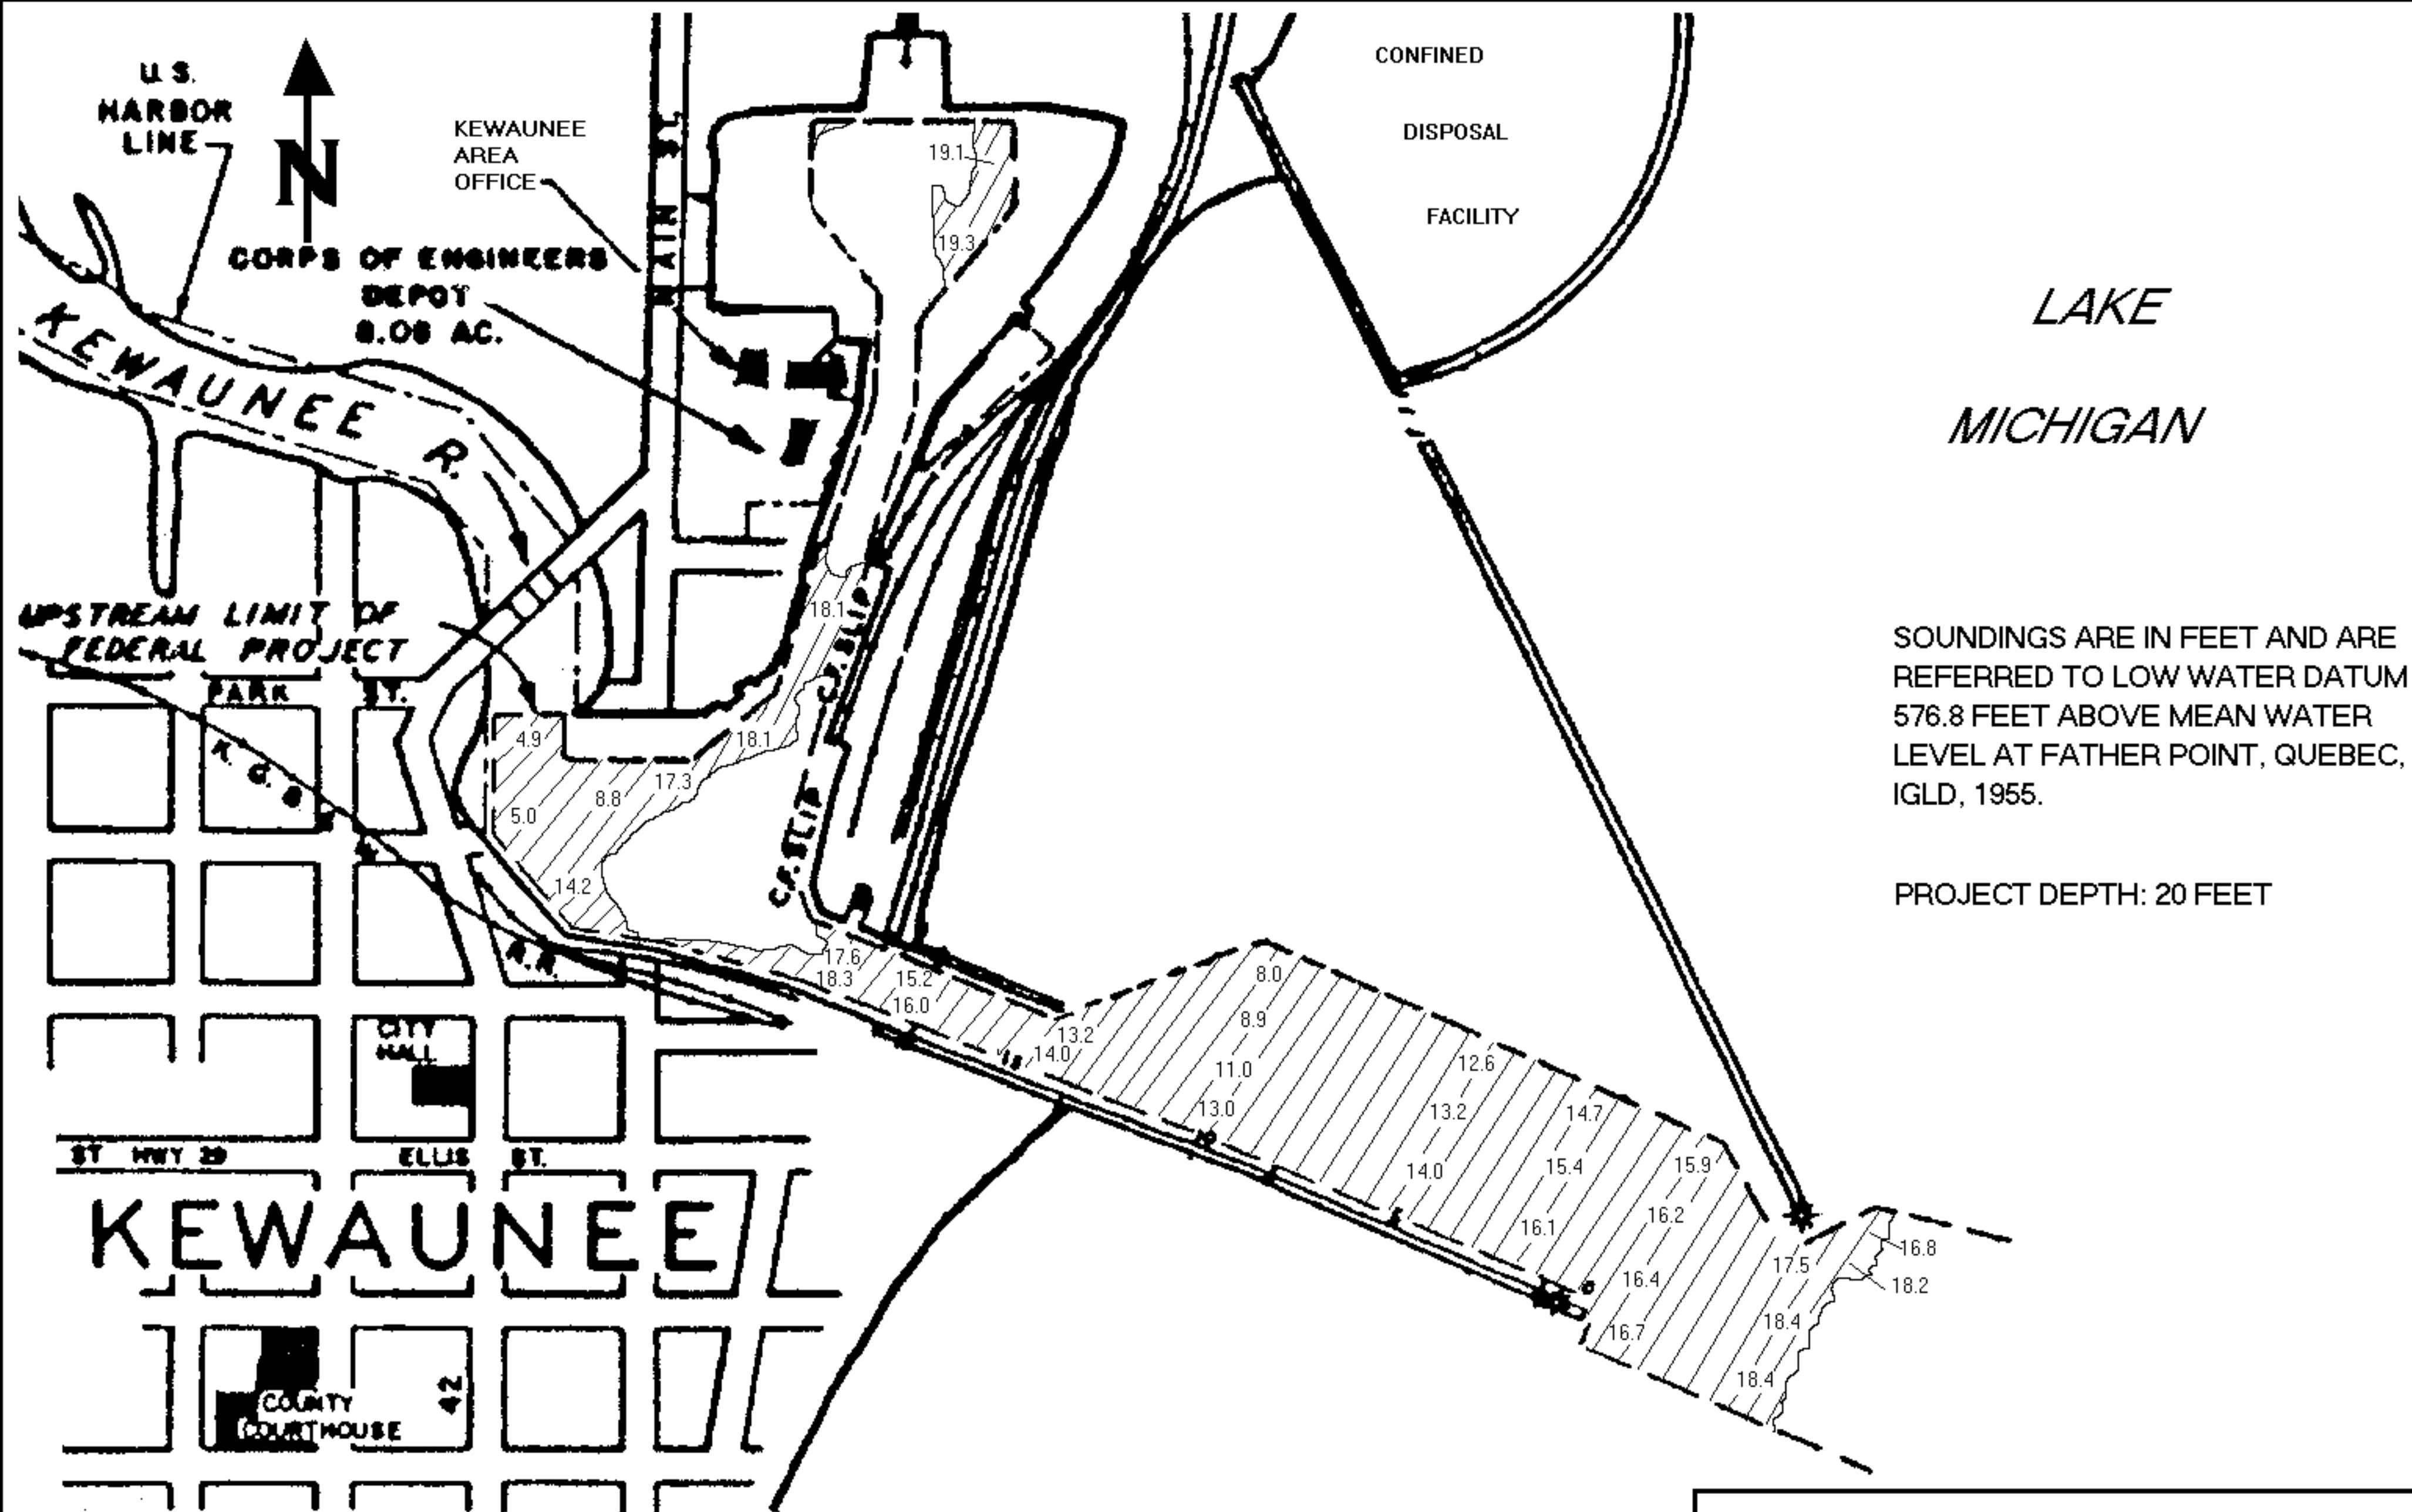 U.S.
HARBOR
LINE
N
KEWAUNEE
AREA
OFFICE
CORPS OF ENGINEERS
DEPOT
8.08 AC.
MAIN ST.
CONFINED
DISPOSAL
FACILITY
LAKE
MICHIGAN
KEWAUNEE R.
19.1
19.3
UPSTREAM LIMIT OF
FEDERAL PROJECT
PARK ST.
18.1
C.F. SLIP
4.9
18.1
17.3
8.8
5.0
14.2
C.F. SLIP
SOUNDINGS ARE IN FEET AND ARE
REFERRED TO LOW WATER DATUM
576.8 FEET ABOVE MEAN WATER
LEVEL AT FATHER POINT, QUEBEC,
IGLD, 1955.
PROJECT DEPTH: 20 FEET
R.R.
17.6
18.3
15.2
16.0
13.2
14.0
15
8.0
8.9
11.0
13.0
10
12.6
13.2
14.0
14.7
15.4
16.1
15.9
16.2
16.4
16.7
17.5
18.4
18.4
16.8
18.2
CITY
HALL
ST HWY 29
ELLIS ST.
KEWAUNEE
COUNTY
COURTHOUSE
42